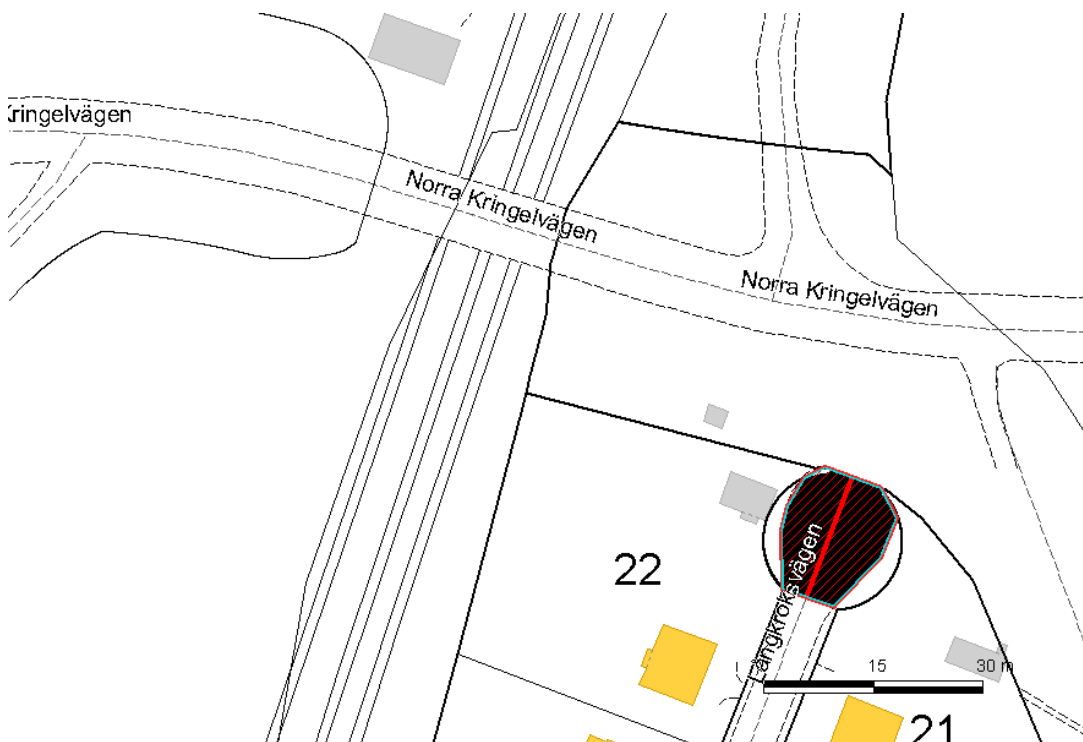 Kringelvägen
Norra Kringelvägen
Norra Kringelvägen
22
Långkroksvägen
15
30 m
21